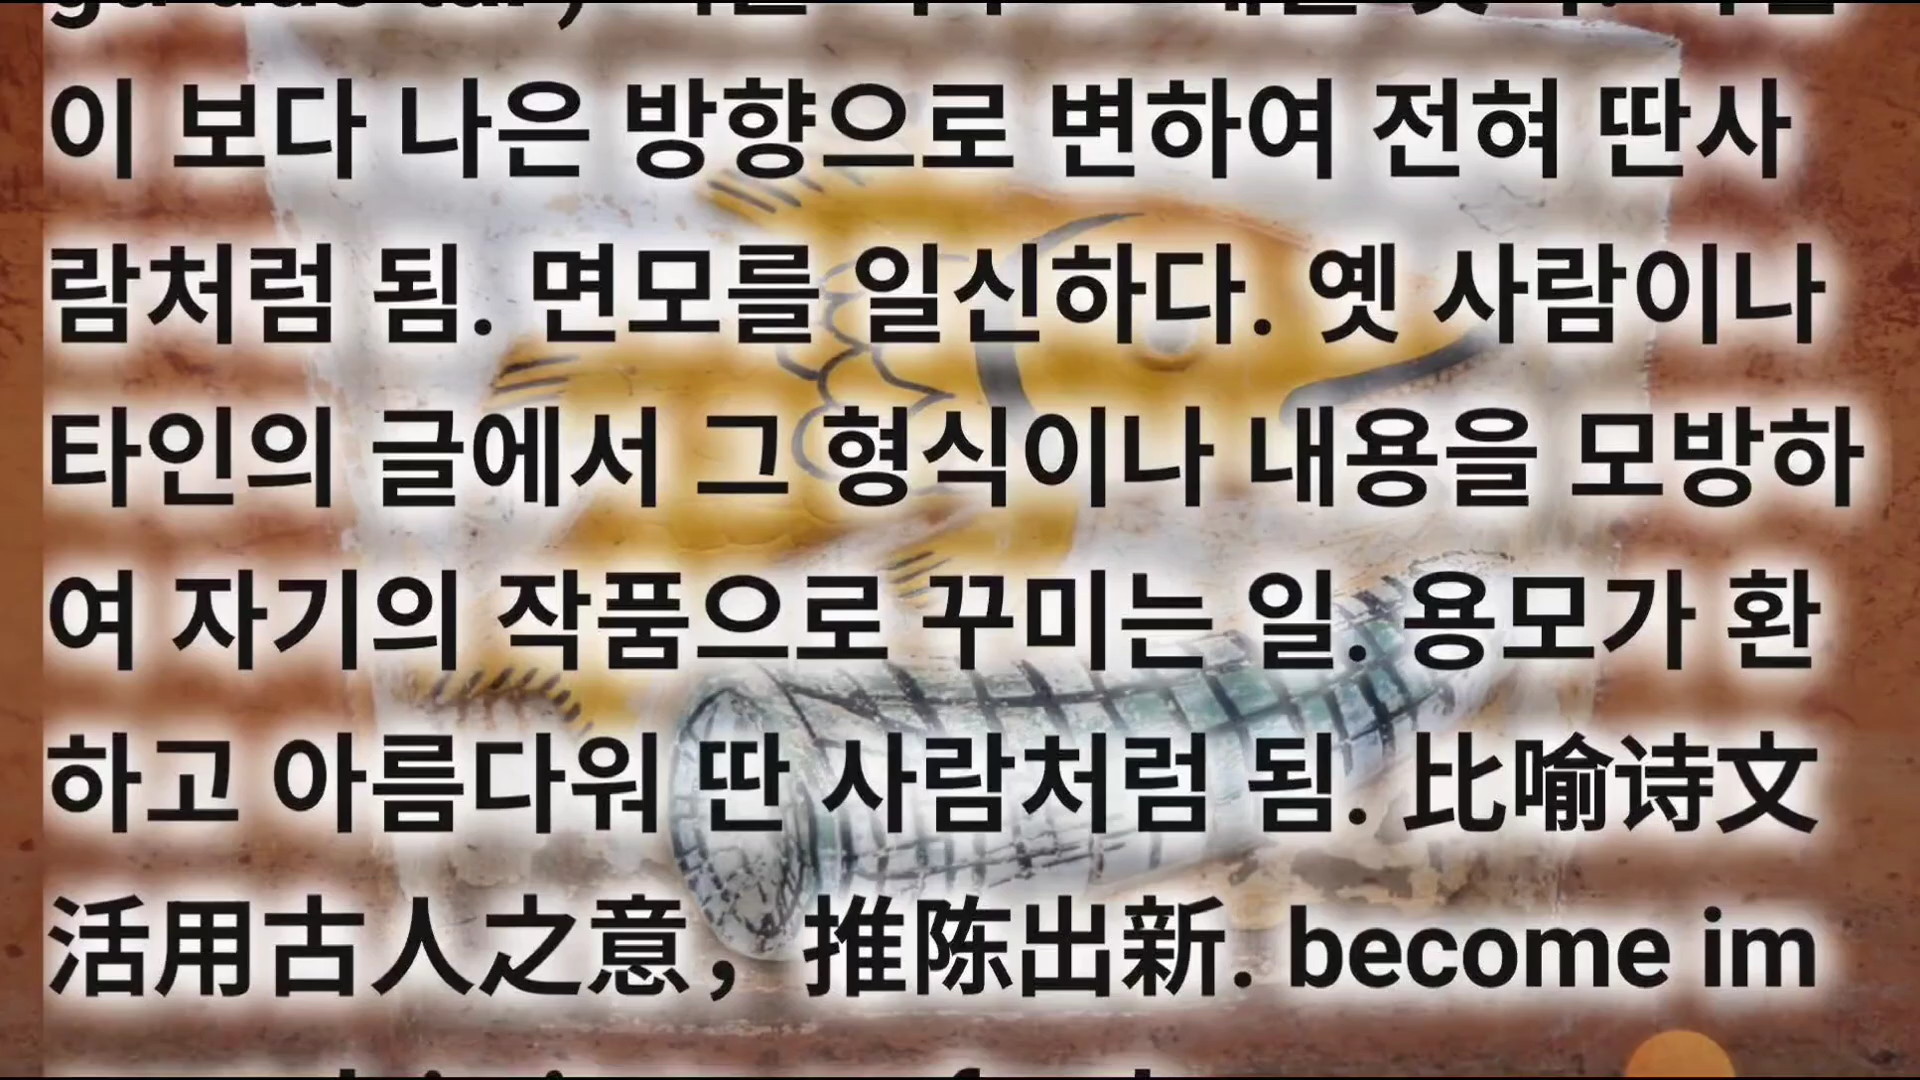 이 보다 나은 방향으로 변하여 전혀 딴사
람처럼 됨. 면모를 일신하다. 옛 사람이나
타인의 글에서 그 형식이나 내용을 모방하
여 자기의 작품으로 꾸미는 일. 용모가 환
하고 아름다워 딴 사람처럼 됨. 比喻诗文
活用古人之意，推陈出新. become im